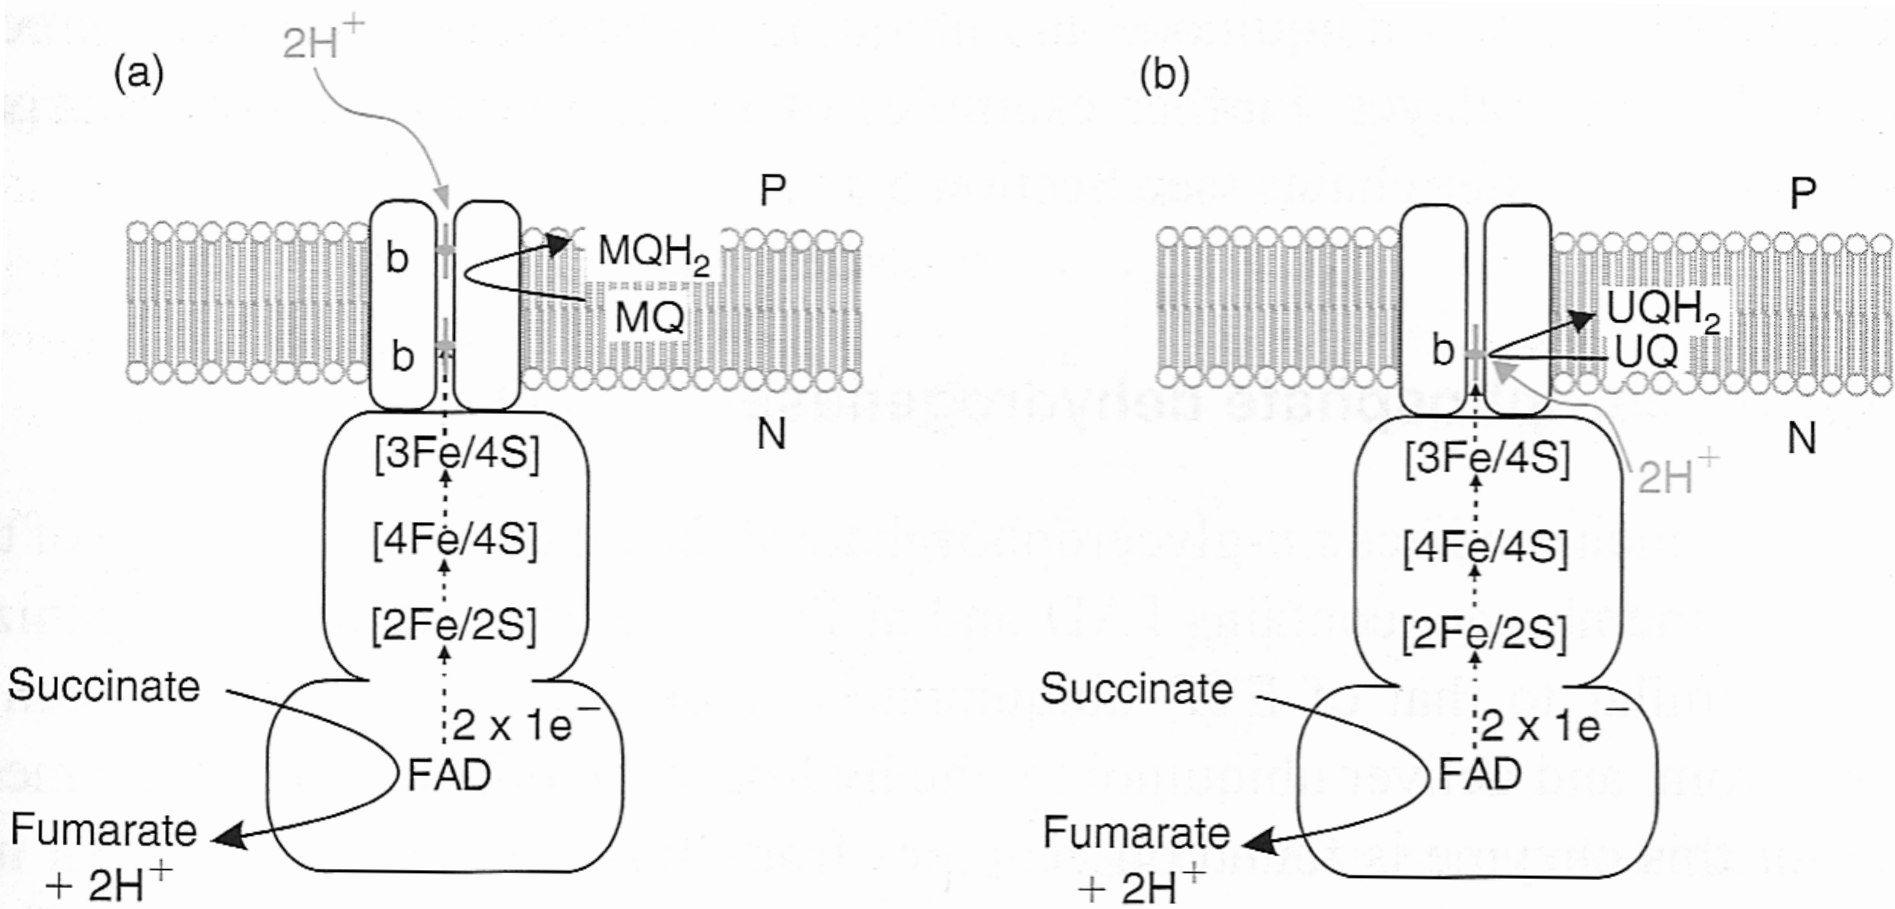 (a)
2H+
P
b
MQH2
MQ
b
N
[3Fe/4S]
[4Fe/4S]
[2Fe/2S]
Succinate
2 x 1e−
FAD
Fumarate
+ 2H+
(b)
P
UQH2
b
UQ
N
[3Fe/4S]
2H+
[4Fe/4S]
[2Fe/2S]
Succinate
2 x 1e−
FAD
Fumarate
+ 2H+